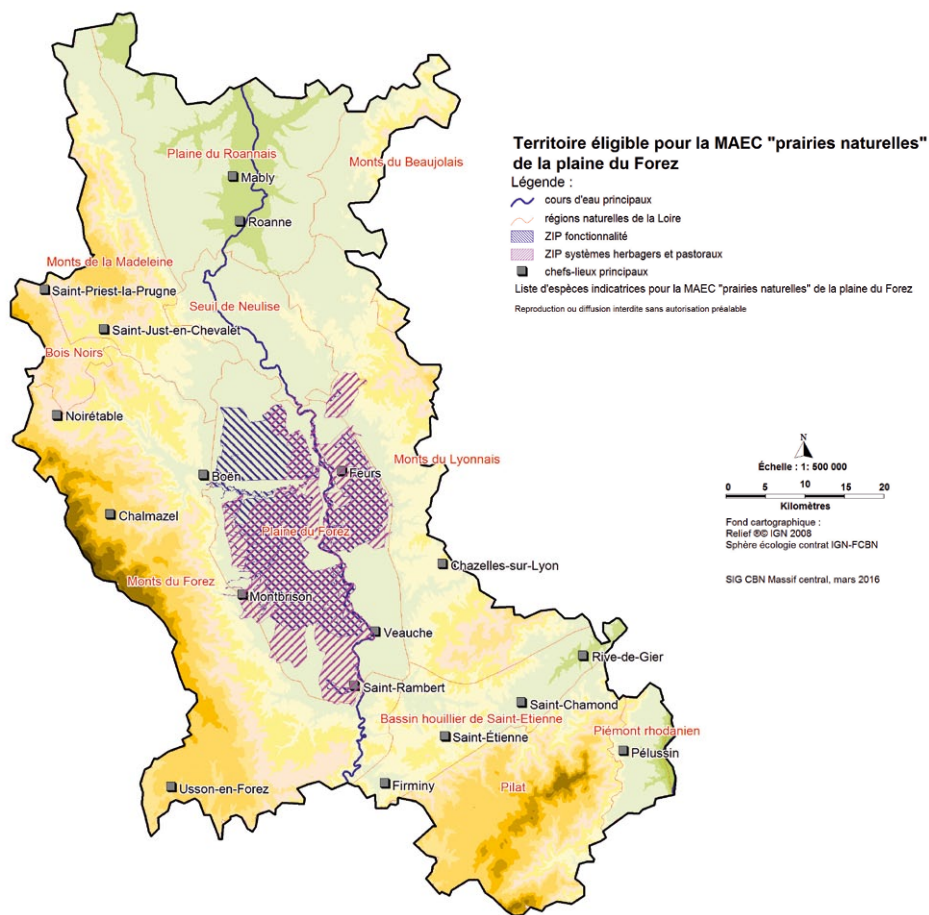 Territoire éligible pour la MAEC "prairies naturelles"
de la plaine du Forez
Légende :
cours d'eau principaux
régions naturelles de la Loire
ZIP fonctionnalité
ZIP systèmes herbagers et pastoraux
chefs-lieux principaux
Liste d'espèces indicatrices pour la MAEC "prairies naturelles" de la plaine du Forez
Reproduction ou diffusion interdite sans autorisation préalable
Plaine du Roannais
Monts du Beaujolais
Mably
Roanne
Monts de la Madeleine
Saint-Priest-la-Prugne
Seuil de Neulise
Saint-Just-en-Chevalet
Bois Noirs
Noirétable
Monts du Lyonnais
Boën
Feurs
Chalmazel
Plaine du Forez
Chazelles-sur-Lyon
Monts du Forez
Montbrison
Veauche
Rive-de-Gier
Saint-Rambert
Saint-Chamond
Bassin houillier de Saint-Etienne
Piémont rhodanien
Saint-Étienne
Pélussin
Usson-en-Forez
Firminy
Pilat
N
Échelle : 1: 500 000
0 5 10 15 20
Kilomètres
Fond cartographique :
Relief ®© IGN 2008
Sphère écologie contrat IGN-FCBN
SIG CBN Massif central, mars 2016